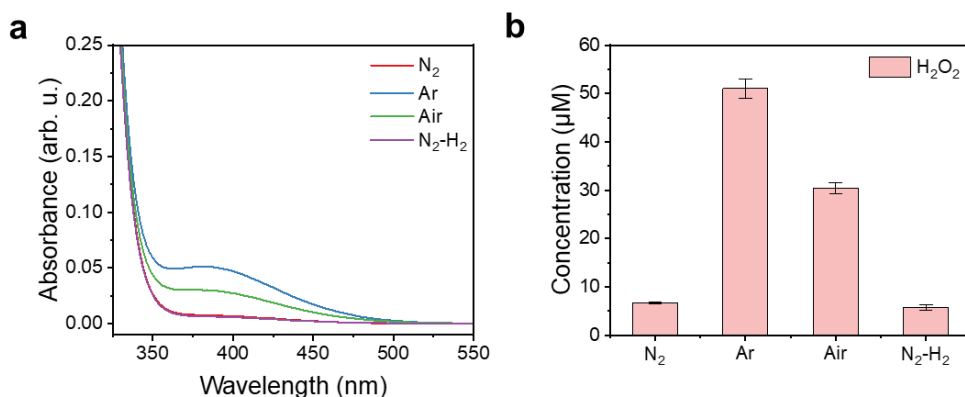 a
Absorbance (arb. u.)
0.25
0.20
0.15
0.10
0.05
0.00
N₂
Ar
Air
N₂-H₂
350
400
450
500
550
Wavelength (nm)
b
Concentration (μM)
60
50
40
30
20
10
0
H₂O₂
N₂
Ar
Air
N₂-H₂